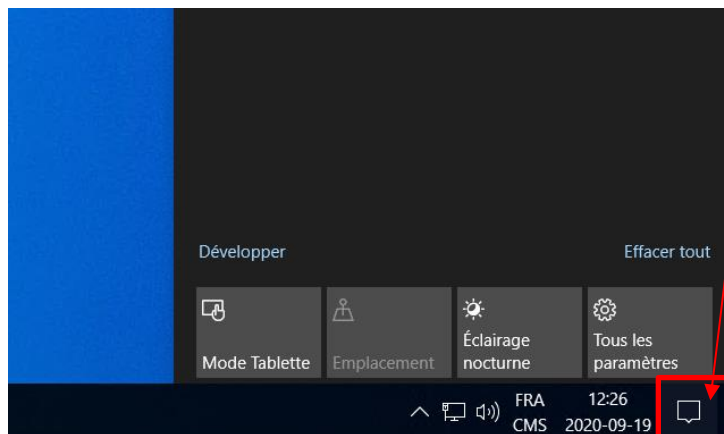 Développer
Effacer tout
Mode Tablette
Emplacement
Éclairage
nocturne
Tous les
paramètres
FRA
CMS
12:26
2020-09-19